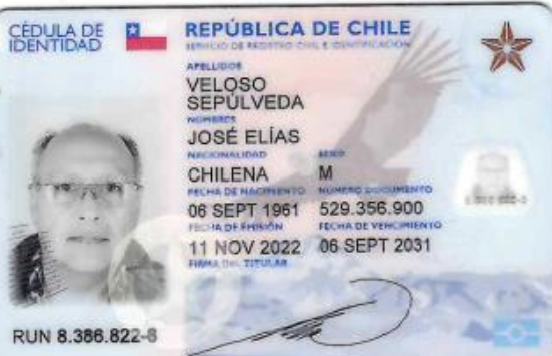 CÉDULA DE IDENTIDAD
REPÚBLICA DE CHILE
SERVICIO DE REGISTRO CIVIL E IDENTIFICACIÓN
APELLIDOS
VELOSO
SEPÚLVEDA
NOMBRES
JOSÉ ELÍAS
NACIONALIDAD SEXO
CHILENA M
FECHA DE NACIMIENTO NÚMERO DOCUMENTO
06 SEPT 1961 529.356.900
FECHA DE EMISIÓN FECHA DE VENCIMIENTO
11 NOV 2022 06 SEPT 2031
FIRMA DEL TITULAR
RUN 8.386.822-8